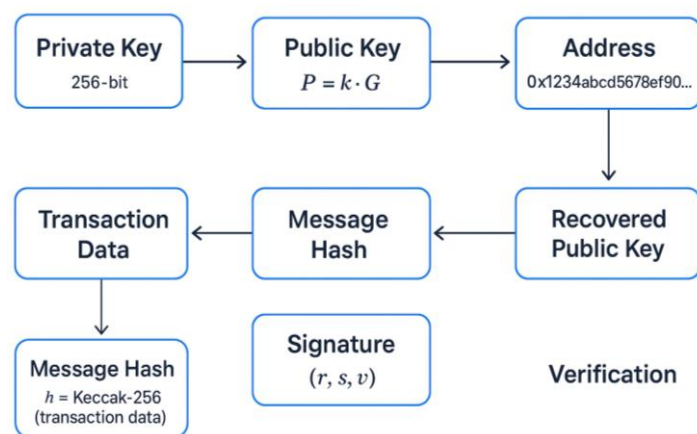 Private Key
256-bit
Public Key
P = k · G
Address
0x1234abcd5678ef90...
Transaction
Data
Message
Hash
Recovered
Public Key
Message Hash
h = Keccak-256
(transaction data)
Signature
(r, s, v)
Verification